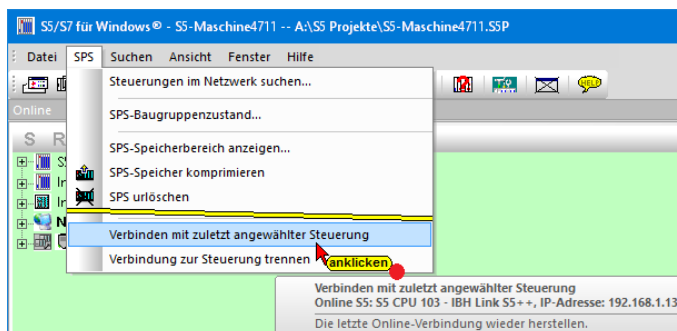 S5/S7 für Windows® - S5-Maschine4711 -- A:\S5 Projekte\S5-Maschine4711.S5P
Datei SPS Suchen Ansicht Fenster Hilfe
Steuerungen im Netzwerk suchen...
Online
SPS-Baugruppenzustand...
S R
SPS-Speicherbereich anzeigen...
S5
SPS-Speicher komprimieren
In
SPS urlöschen
In
N
Verbinden mit zuletzt angewählter Steuerung
Verbindung zur Steuerung trennen
anklicken
Verbinden mit zuletzt angewählter Steuerung
Online S5: S5 CPU 103 - IBH Link S5++, IP-Adresse: 192.168.1.13
Die letzte Online-Verbindung wieder herstellen.